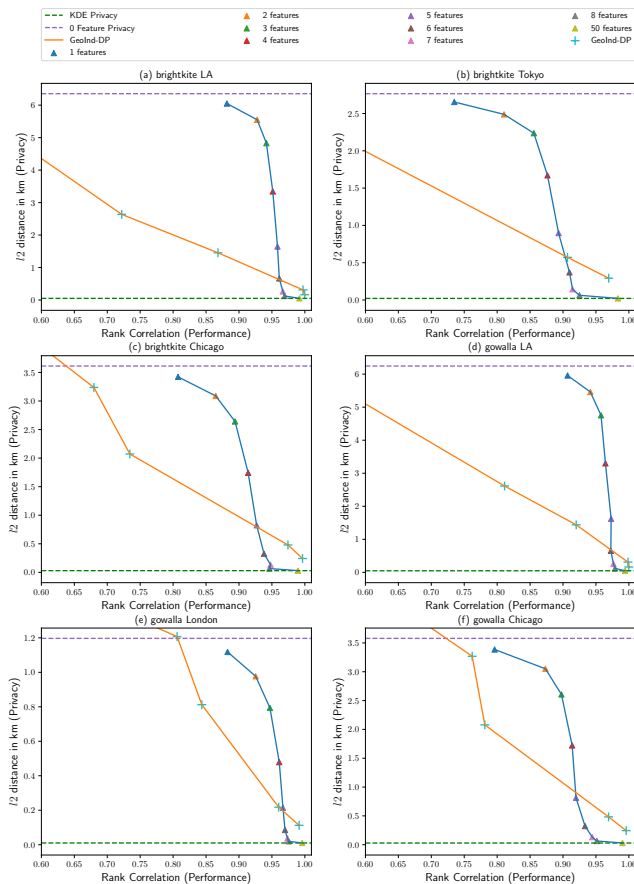 KDE Privacy
0 Feature Privacy
GeoInd-DP
1 features
2 features
3 features
4 features
5 features
6 features
7 features
8 features
50 features
GeoInd-DP
(a) brightkite LA
l2 distance in km (Privacy)
6
5
4
3
2
1
0
0.60 0.65 0.70 0.75 0.80 0.85 0.90 0.95 1.00
Rank Correlation (Performance)
(b) brightkite Tokyo
2.5
2.0
1.5
1.0
0.5
0.0
0.60 0.65 0.70 0.75 0.80 0.85 0.90 0.95 1.00
Rank Correlation (Performance)
(c) brightkite Chicago
l2 distance in km (Privacy)
3.5
3.0
2.5
2.0
1.5
1.0
0.5
0.0
0.60 0.65 0.70 0.75 0.80 0.85 0.90 0.95 1.00
Rank Correlation (Performance)
(d) gowalla LA
6
5
4
3
2
1
0
0.60 0.65 0.70 0.75 0.80 0.85 0.90 0.95 1.00
Rank Correlation (Performance)
(e) gowalla London
l2 distance in km (Privacy)
1.2
1.0
0.8
0.6
0.4
0.2
0.0
0.60 0.65 0.70 0.75 0.80 0.85 0.90 0.95 1.00
Rank Correlation (Performance)
(f) gowalla Chicago
3.5
3.0
2.5
2.0
1.5
1.0
0.5
0.0
0.60 0.65 0.70 0.75 0.80 0.85 0.90 0.95 1.00
Rank Correlation (Performance)